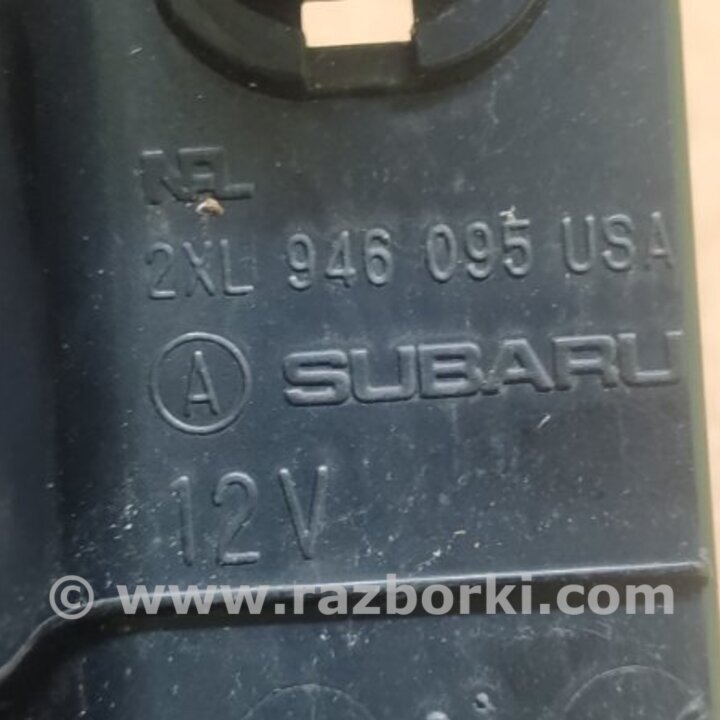 NAL
2XL 946 095 USA
A SUBARU
12V
© www.razborki.com